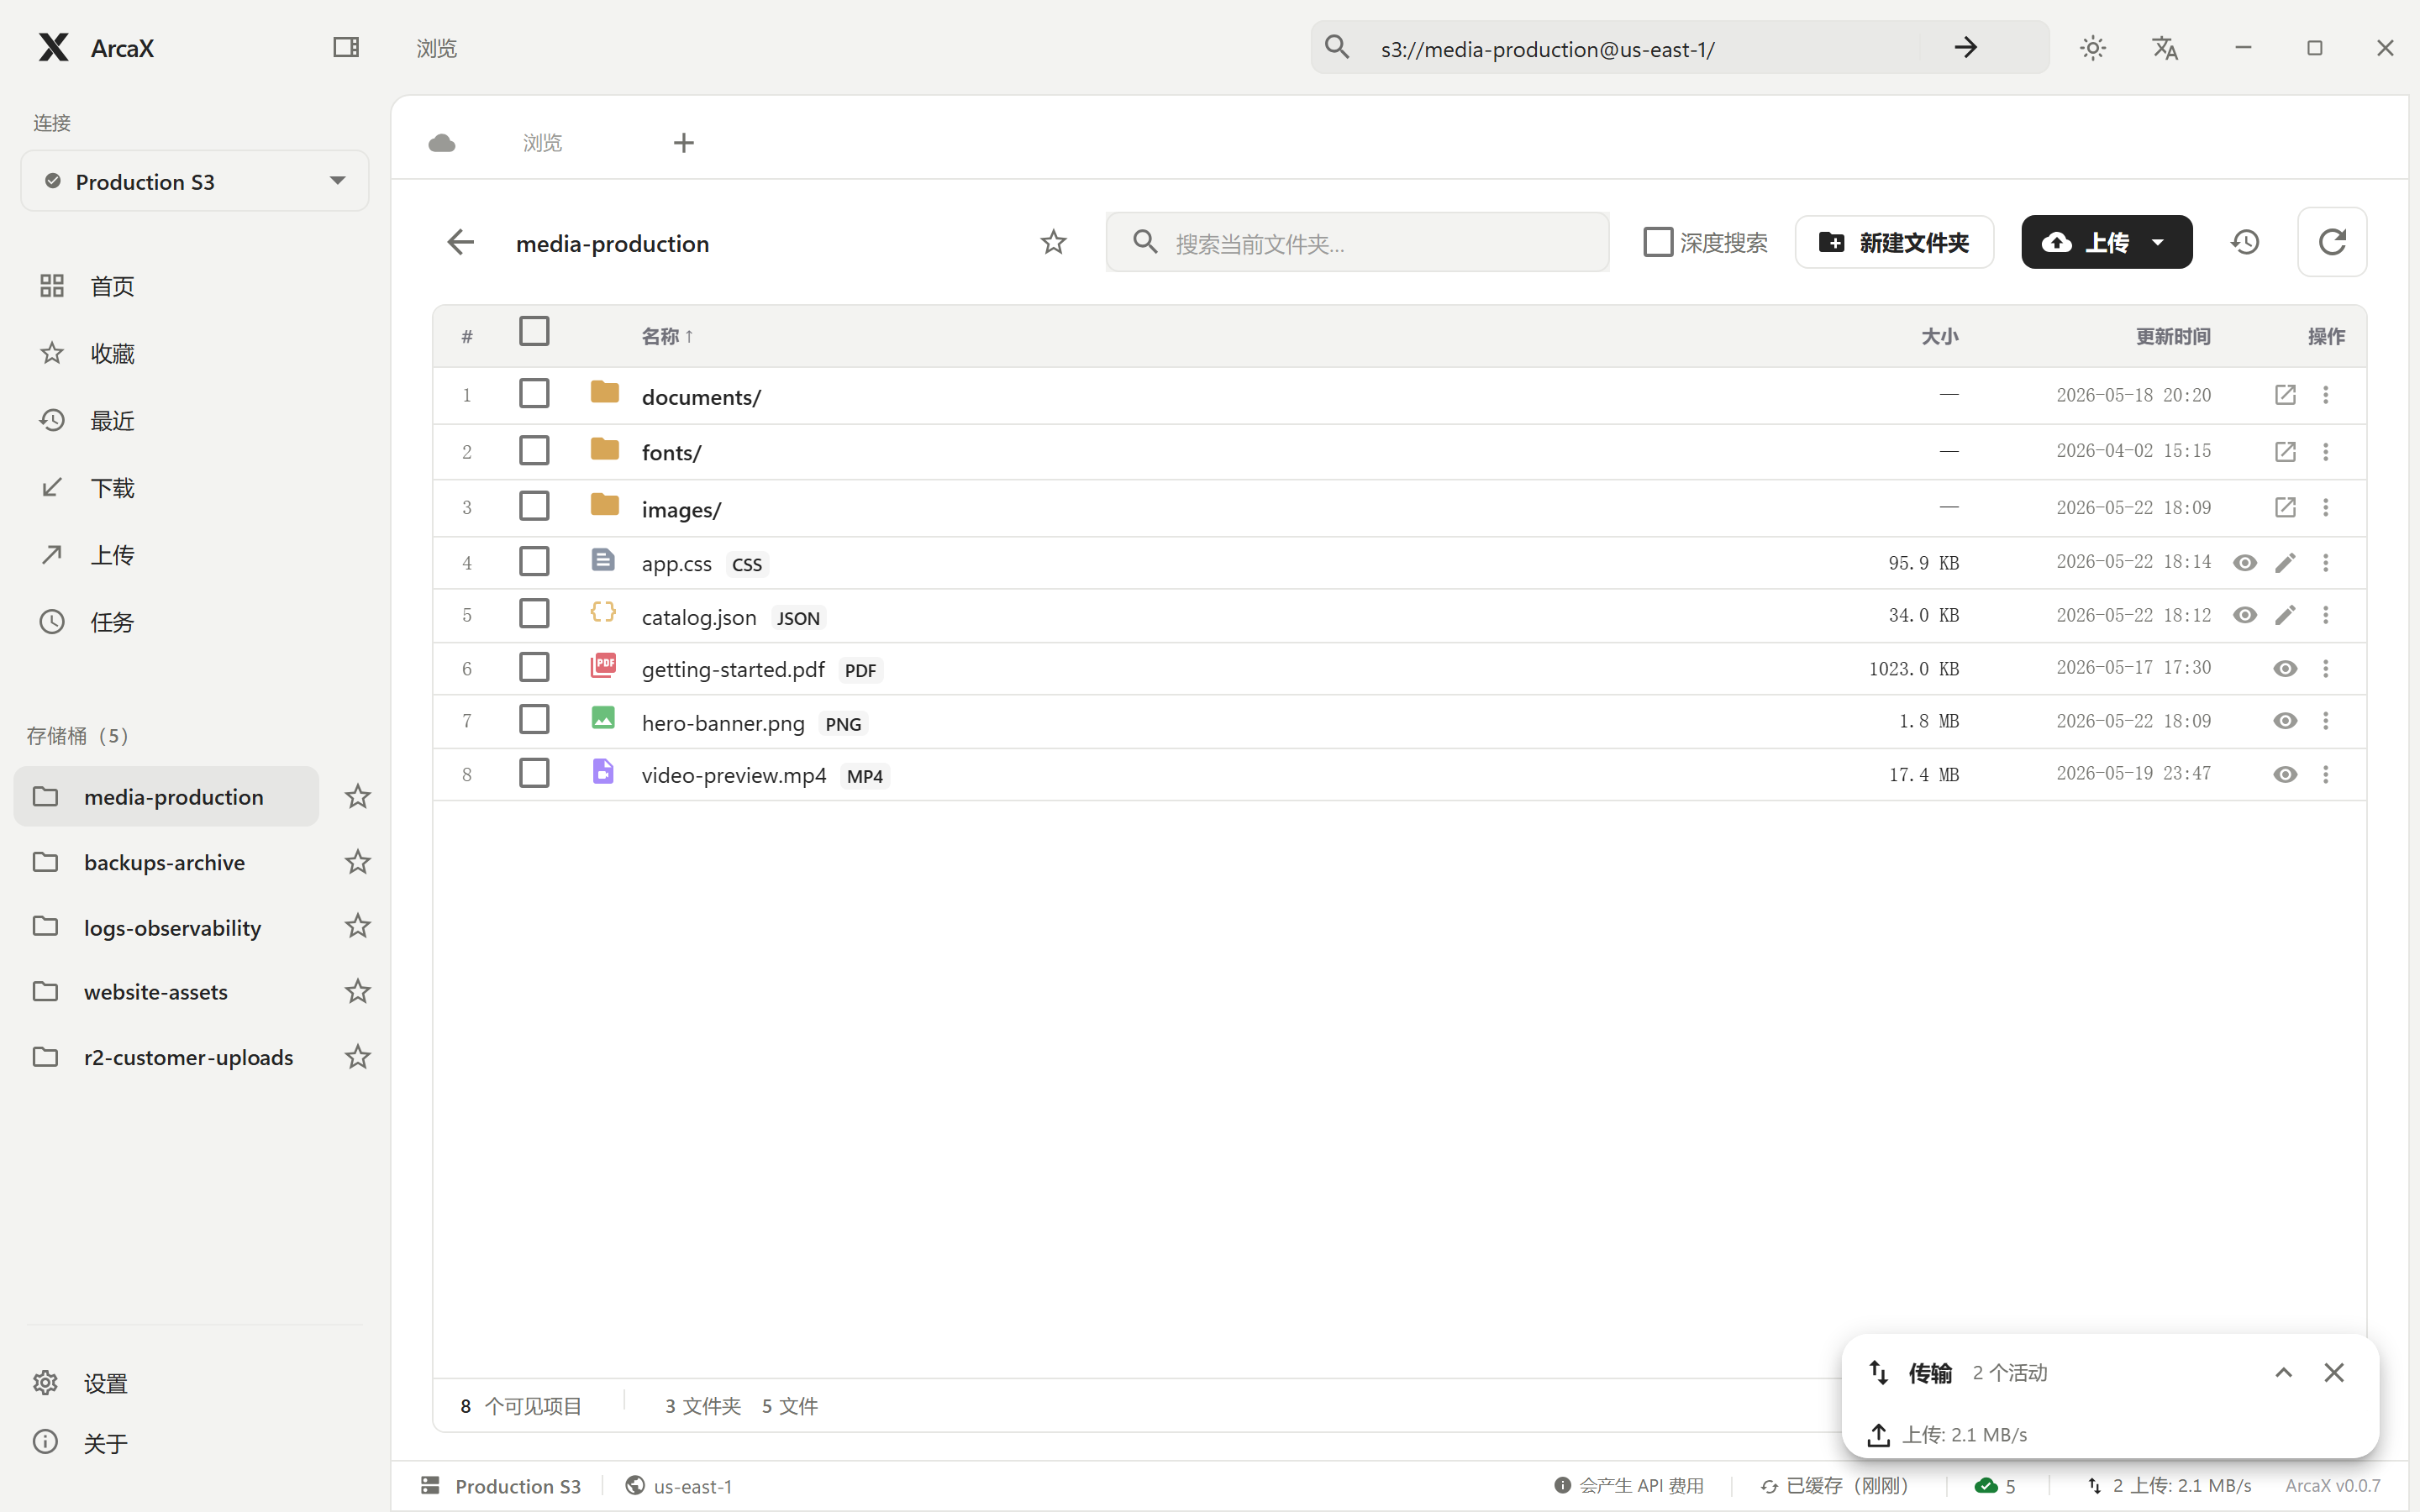 ArcaX
浏览
s3://media-production@us-east-1/
连接
Production S3
首页
收藏
最近
下载
上传
任务
存储桶 (5)
media-production
backups-archive
logs-observability
website-assets
r2-customer-uploads
设置
关于
浏览
media-production
搜索当前文件夹...
深度搜索
新建文件夹
上传
# 名称 ↑ 大小 更新时间 操作
1 documents/ — 2026-05-18 20:20
2 fonts/ — 2026-04-02 15:15
3 images/ — 2026-05-22 18:09
4 app.css CSS 95.9 KB 2026-05-22 18:14
5 catalog.json JSON 34.0 KB 2026-05-22 18:12
6 getting-started.pdf PDF 1023.0 KB 2026-05-17 17:30
7 hero-banner.png PNG 1.8 MB 2026-05-22 18:09
8 video-preview.mp4 MP4 17.4 MB 2026-05-19 23:47
8 个可见项目 3 文件夹 5 文件
传输 2 个活动
上传: 2.1 MB/s
Production S3 us-east-1 会产生 API 费用 已缓存（刚刚） 5 2 上传: 2.1 MB/s ArcaX v0.0.7